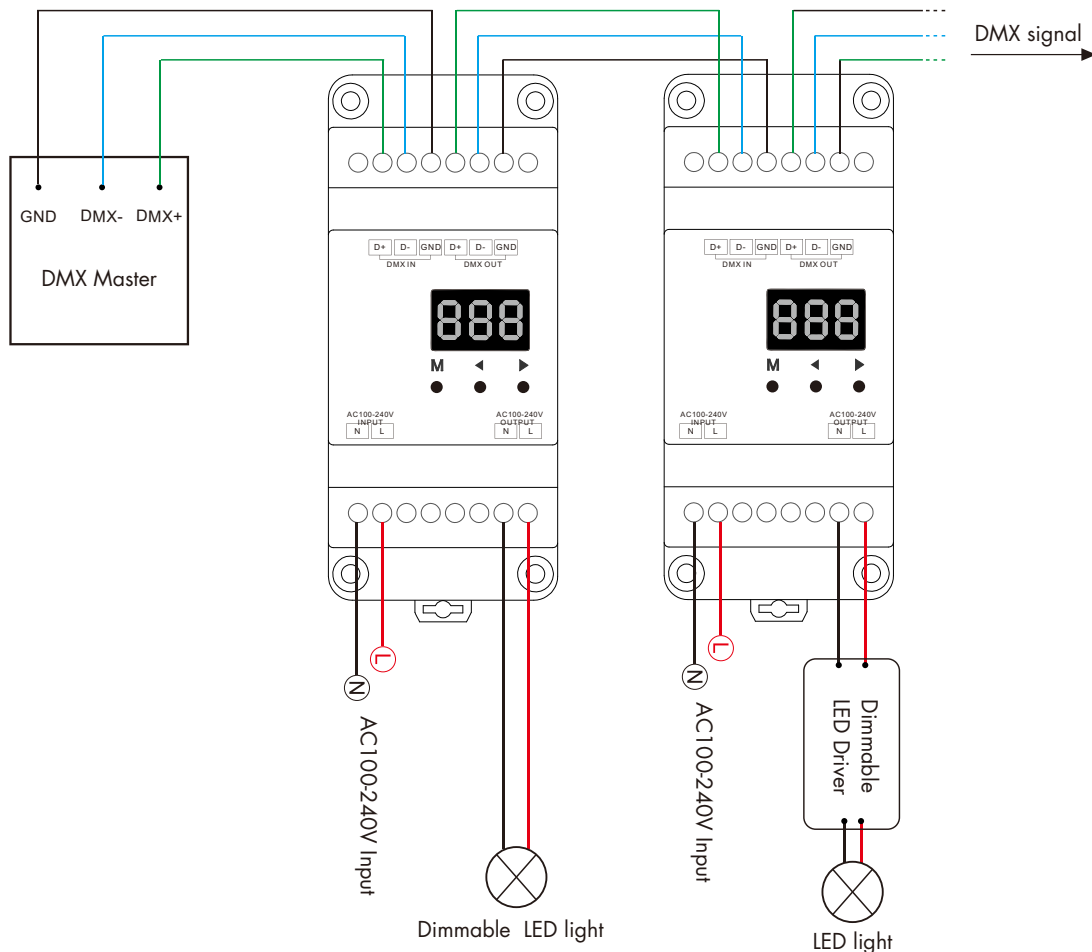 DMX signal
GND DMX- DMX+
DMX Master
D+ D- GND D+ D- GND
DMX IN DMX OUT
888
M
AC100-240V
INPUT
N L
AC100-240V
OUTPUT
N L
D+ D- GND D+ D- GND
DMX IN DMX OUT
888
M
AC100-240V
INPUT
N L
AC100-240V
OUTPUT
N L
L
N
AC100-240V Input
L
N
AC100-240V Input
Dimmable
LED Driver
Dimmable LED light
LED light